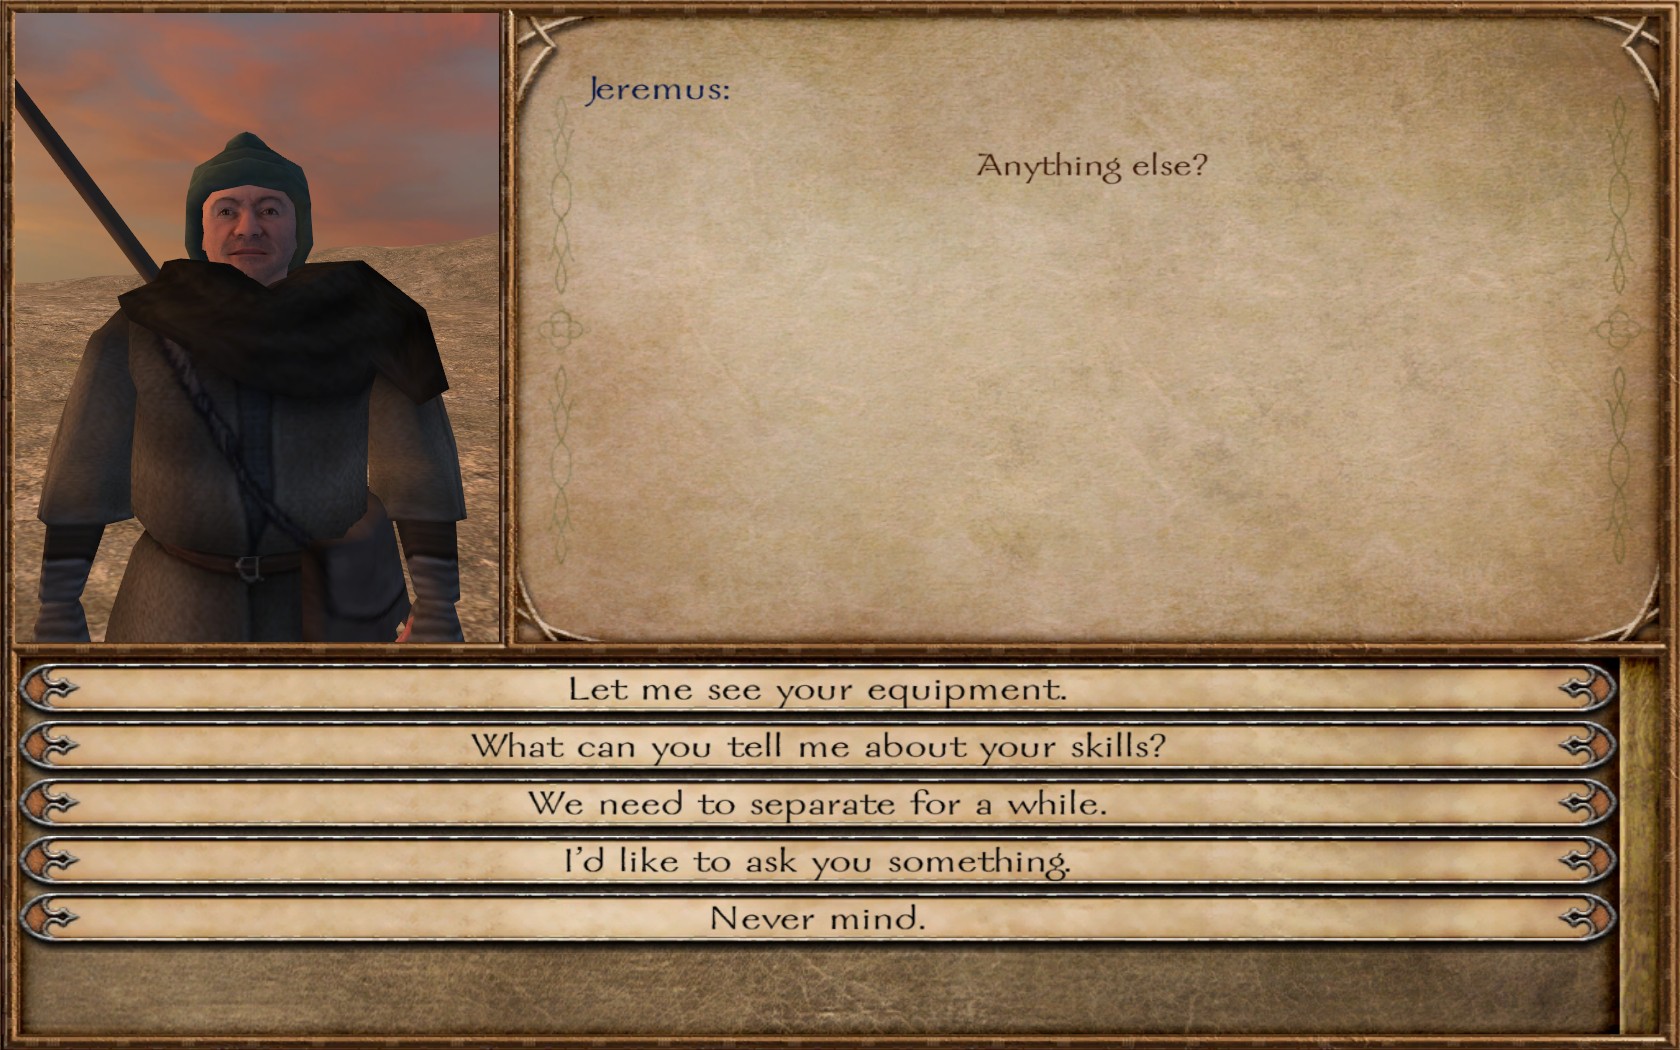 Jeremus:
Anything else?
Let me see your equipment.
What can you tell me about your skills?
We need to separate for a while.
I'd like to ask you something.
Never mind.